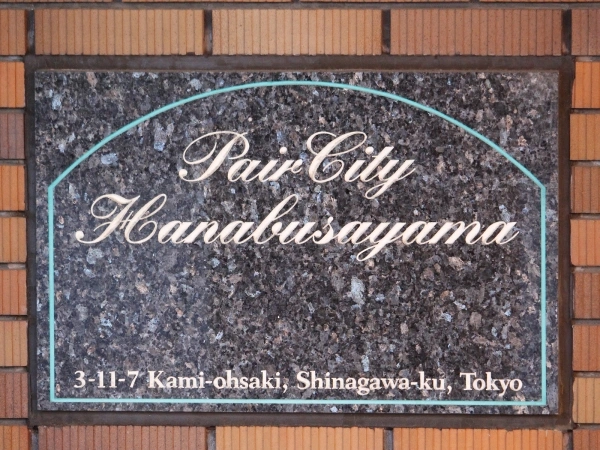 Pair City
Hanabusayama
3-11-7 Kami-ohsaki, Shinagawa-ku, Tokyo